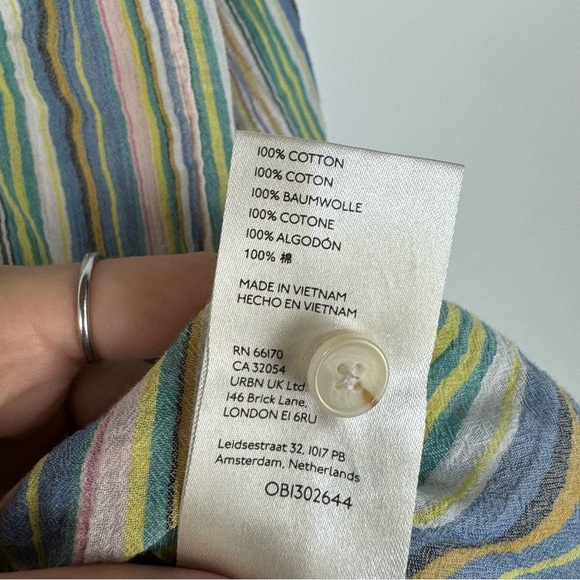 100% COTTON
100% COTON
100% BAUMWOLLE
100% COTONE
100% ALGODÓN
100% 棉
MADE IN VIETNAM
HECHO EN VIETNAM
RN 66170
CA 32054
URBN UK Ltd.
146 Brick Lane,
LONDON E1 6RU
Leidsestraat 32, 1017 PB
Amsterdam, Netherlands
OB1302644